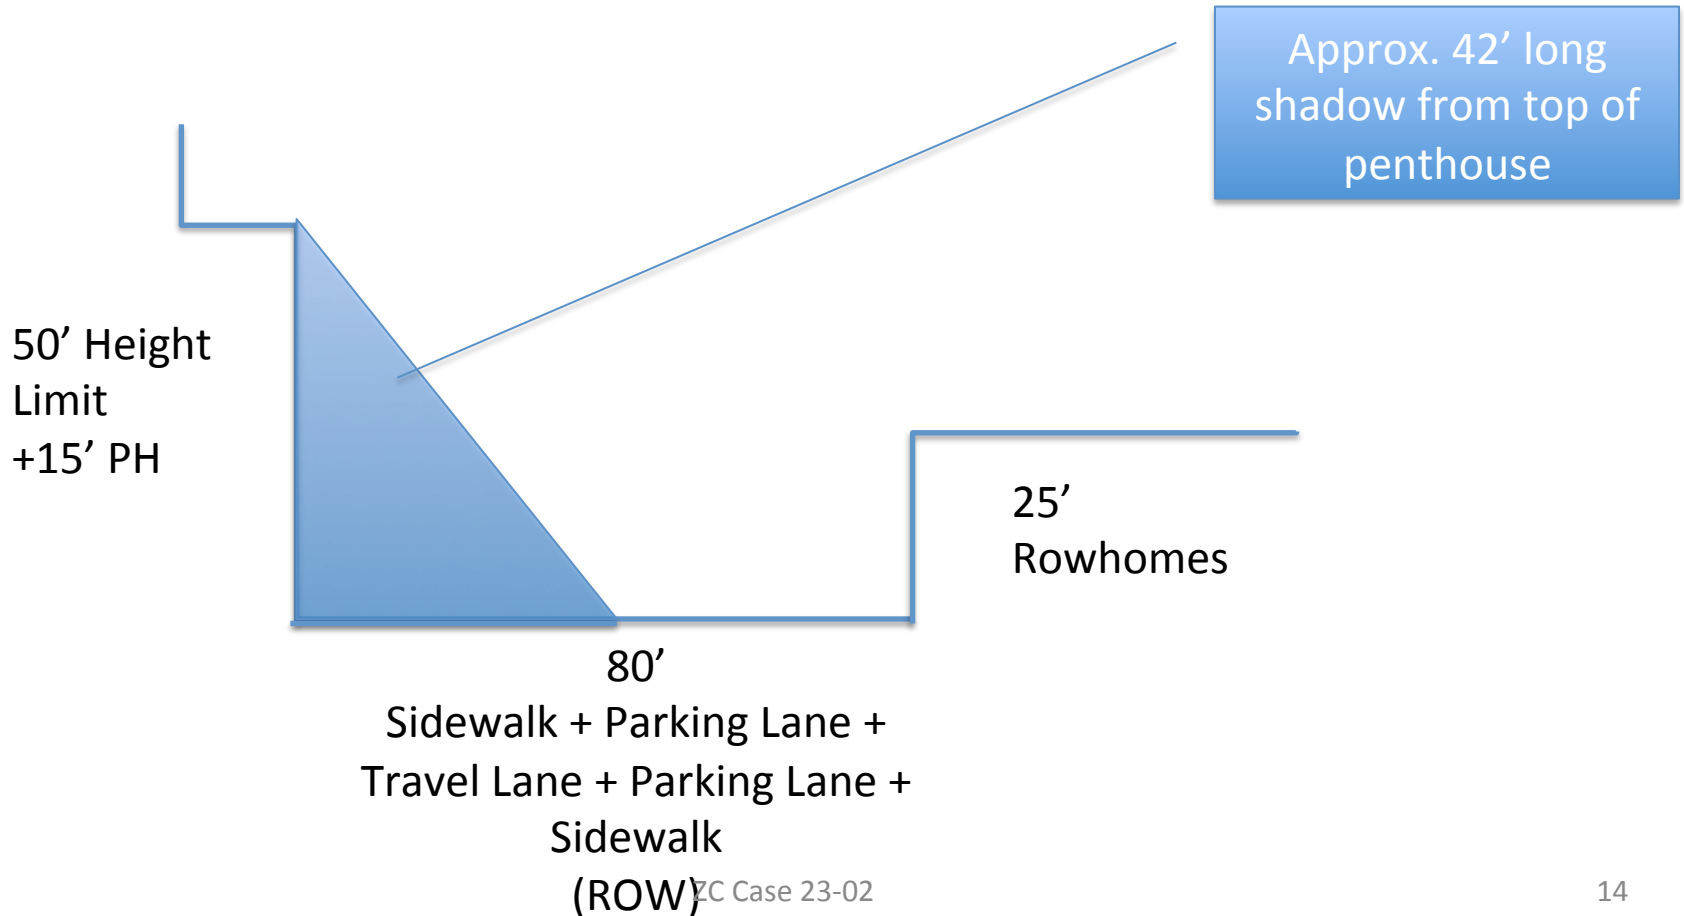 Approx. 42’ long
shadow from top of
penthouse
50’ Height
Limit
+15’ PH
25’
Rowhomes
80’
Sidewalk + Parking Lane +
Travel Lane + Parking Lane +
Sidewalk
(ROW)
ZC Case 23-02
14